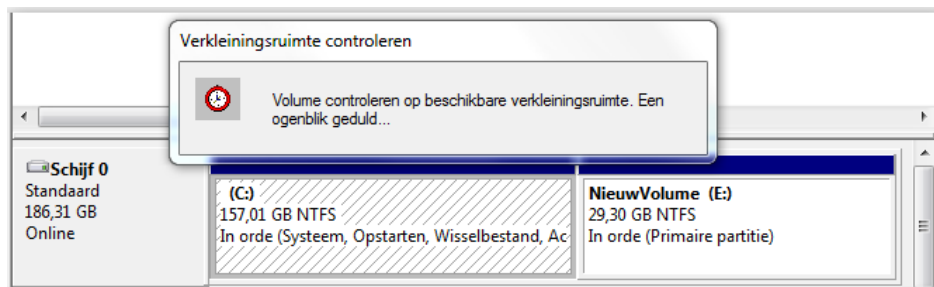 Verkleiningsruimte controleren
Volume controleren op beschikbare verkleiningsruimte. Een
ogenblik geduld...
Schijf 0
Standaard
186,31 GB
Online
(C:)
157,01 GB NTFS
In orde (Systeem, Opstarten, Wisselbestand, Ac
NieuwVolume (E:)
29,30 GB NTFS
In orde (Primaire partitie)